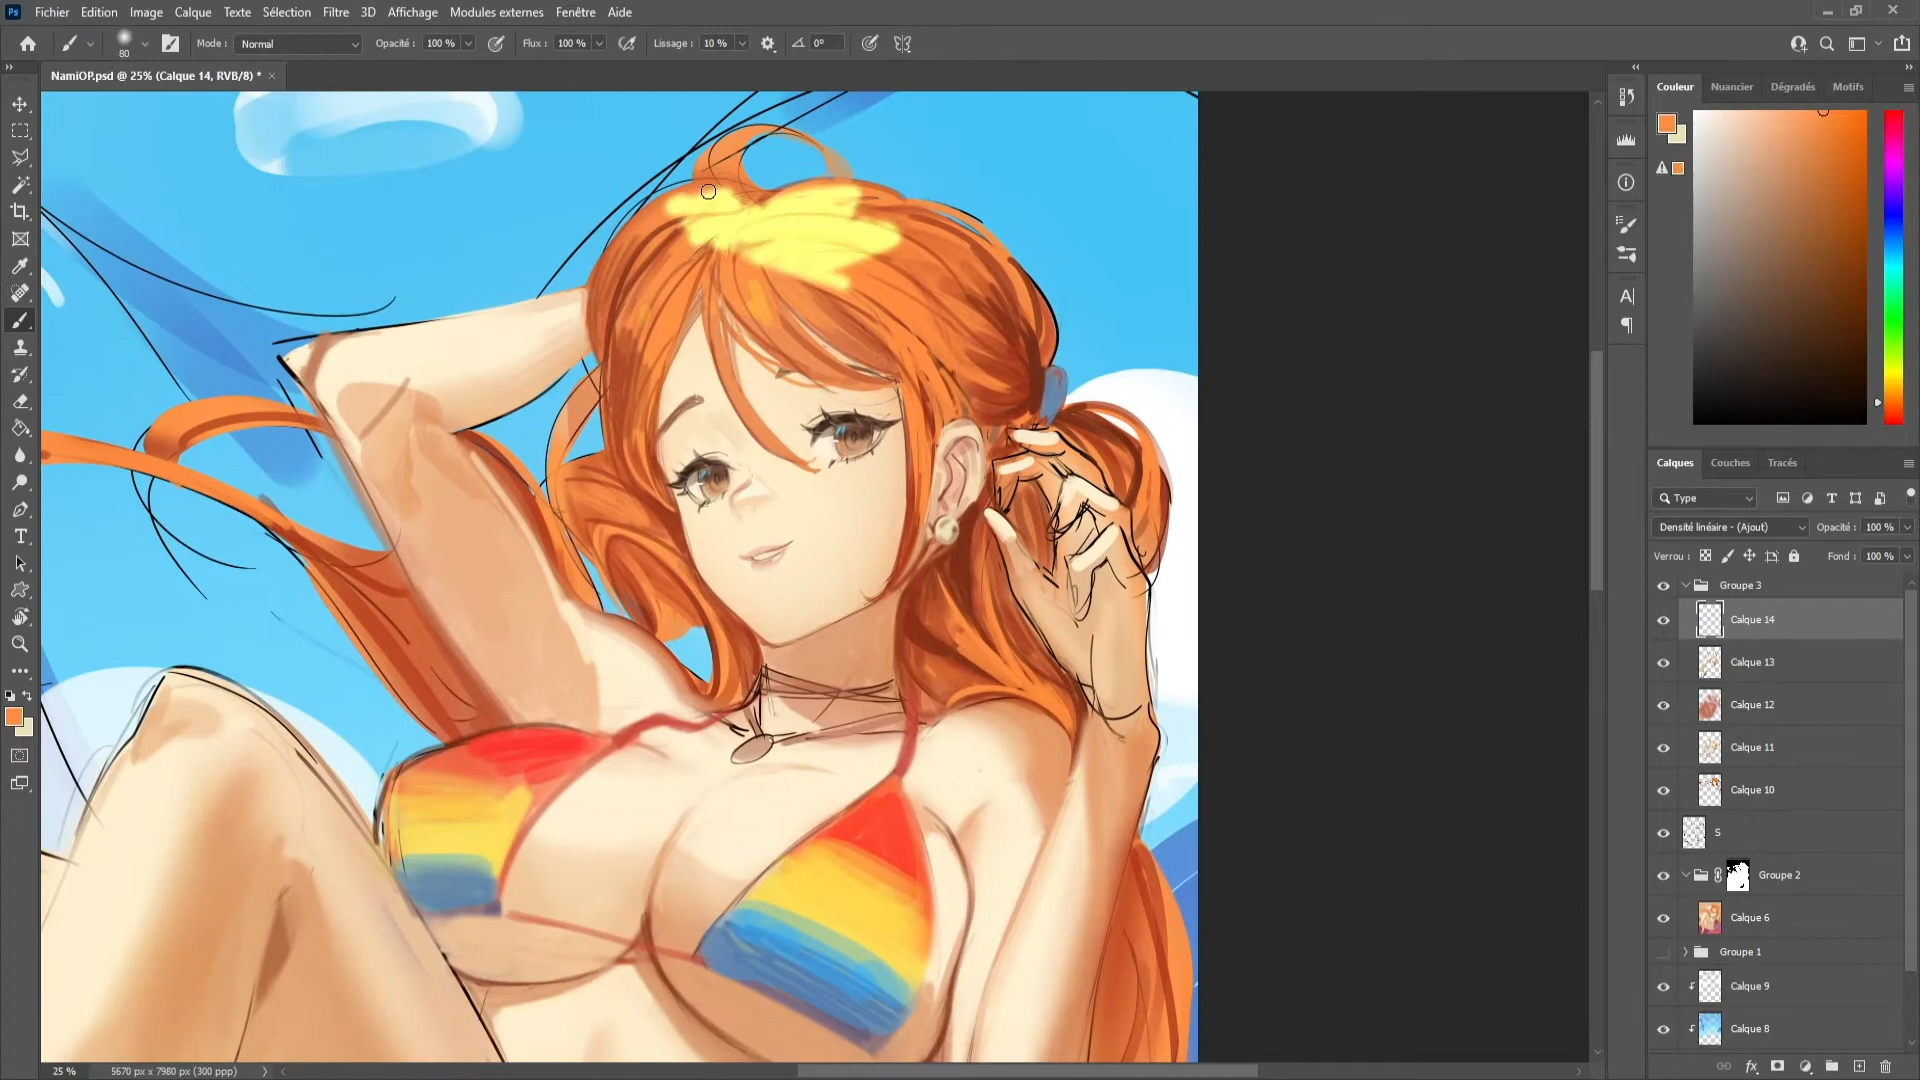 Ps Fichier Edition Image Calque Texte Sélection Filtre 3D Affichage Modules externes Fenêtre Aide
80 Mode : Normal Opacité : 100 % Flux : 100 % Lissage : 10 % 0°
NamiOP.psd @ 25% (Calque 14, RVB/8) * ×
Couleur Nuancier Dégradés Motifs
Calques Couches Tracés
Type
Densité linéaire - (Ajout) Opacité : 100 %
Verrou : Fond : 100 %
Groupe 3
Calque 14
Calque 13
Calque 12
Calque 11
Calque 10
S
Groupe 2
Calque 6
Groupe 1
Calque 9
Calque 8
25 % 5670 px x 7980 px (300 ppp)